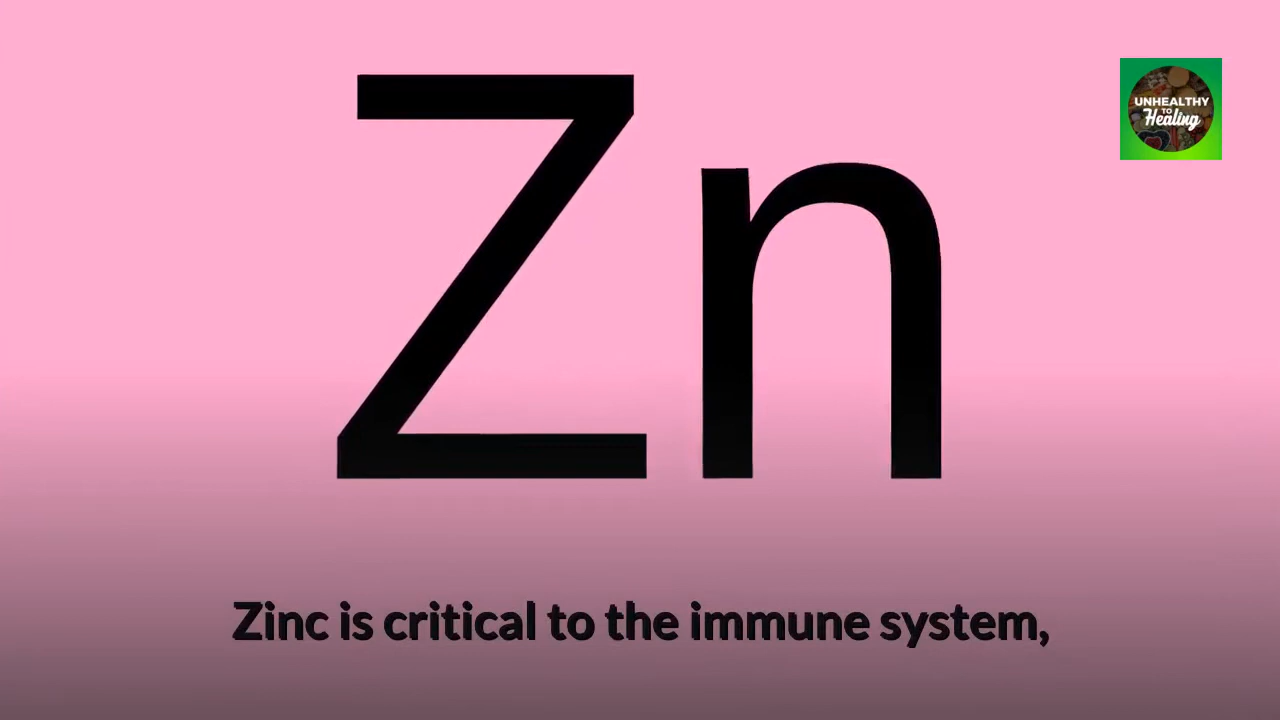 Zn
UNHEALTHY
TO
Healing
Zinc is critical to the immune system,